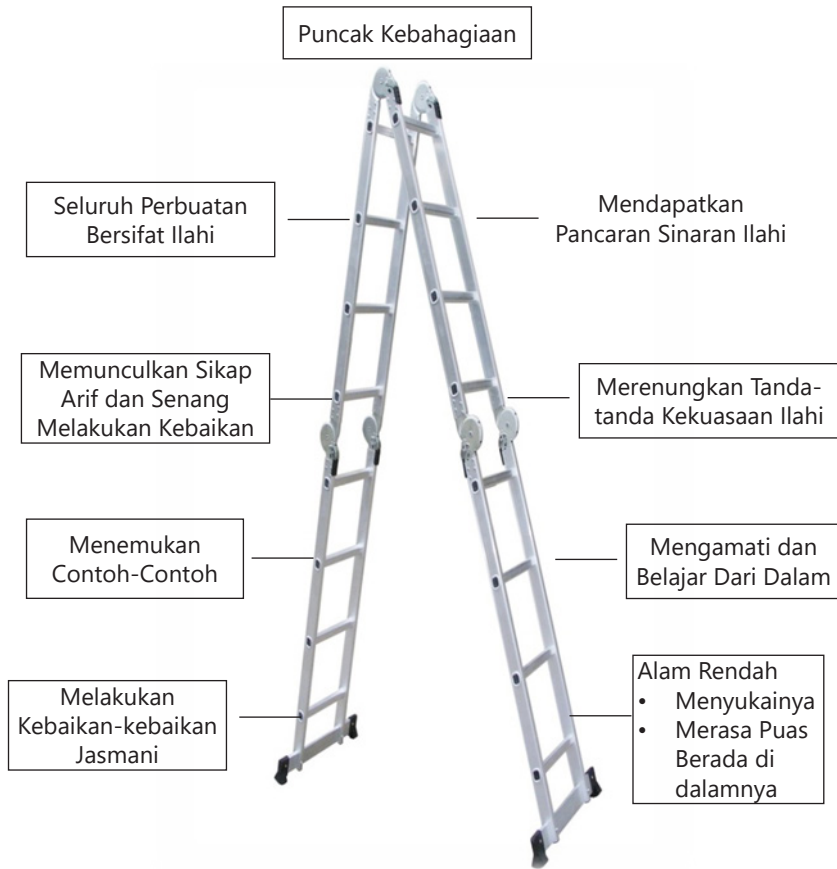 Puncak Kebahagiaan
Seluruh Perbuatan
Bersifat Ilahi
Mendapatkan
Pancaran Sinaran Ilahi
Memunculkan Sikap
Arif dan Senang
Melakukan Kebaikan
Merenungkan Tanda-
tanda Kekuasaan Ilahi
Menemukan
Contoh-Contoh
Mengamati dan
Belajar Dari Dalam
Melakukan
Kebaikan-kebaikan
Jasmani
Alam Rendah
• Menyukainya
• Merasa Puas
Berada di
dalamnya